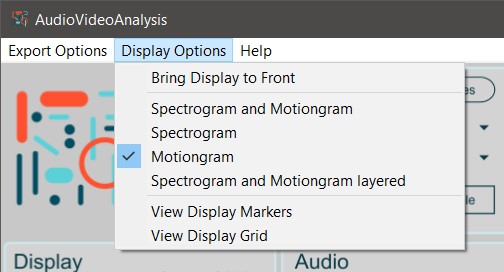 AudioVideoAnalysis
Export Options Display Options Help
Bring Display to Front
Spectrogram and Motiongram
Spectrogram
Motiongram
Spectrogram and Motiongram layered
View Display Markers
View Display Grid
Display Audio